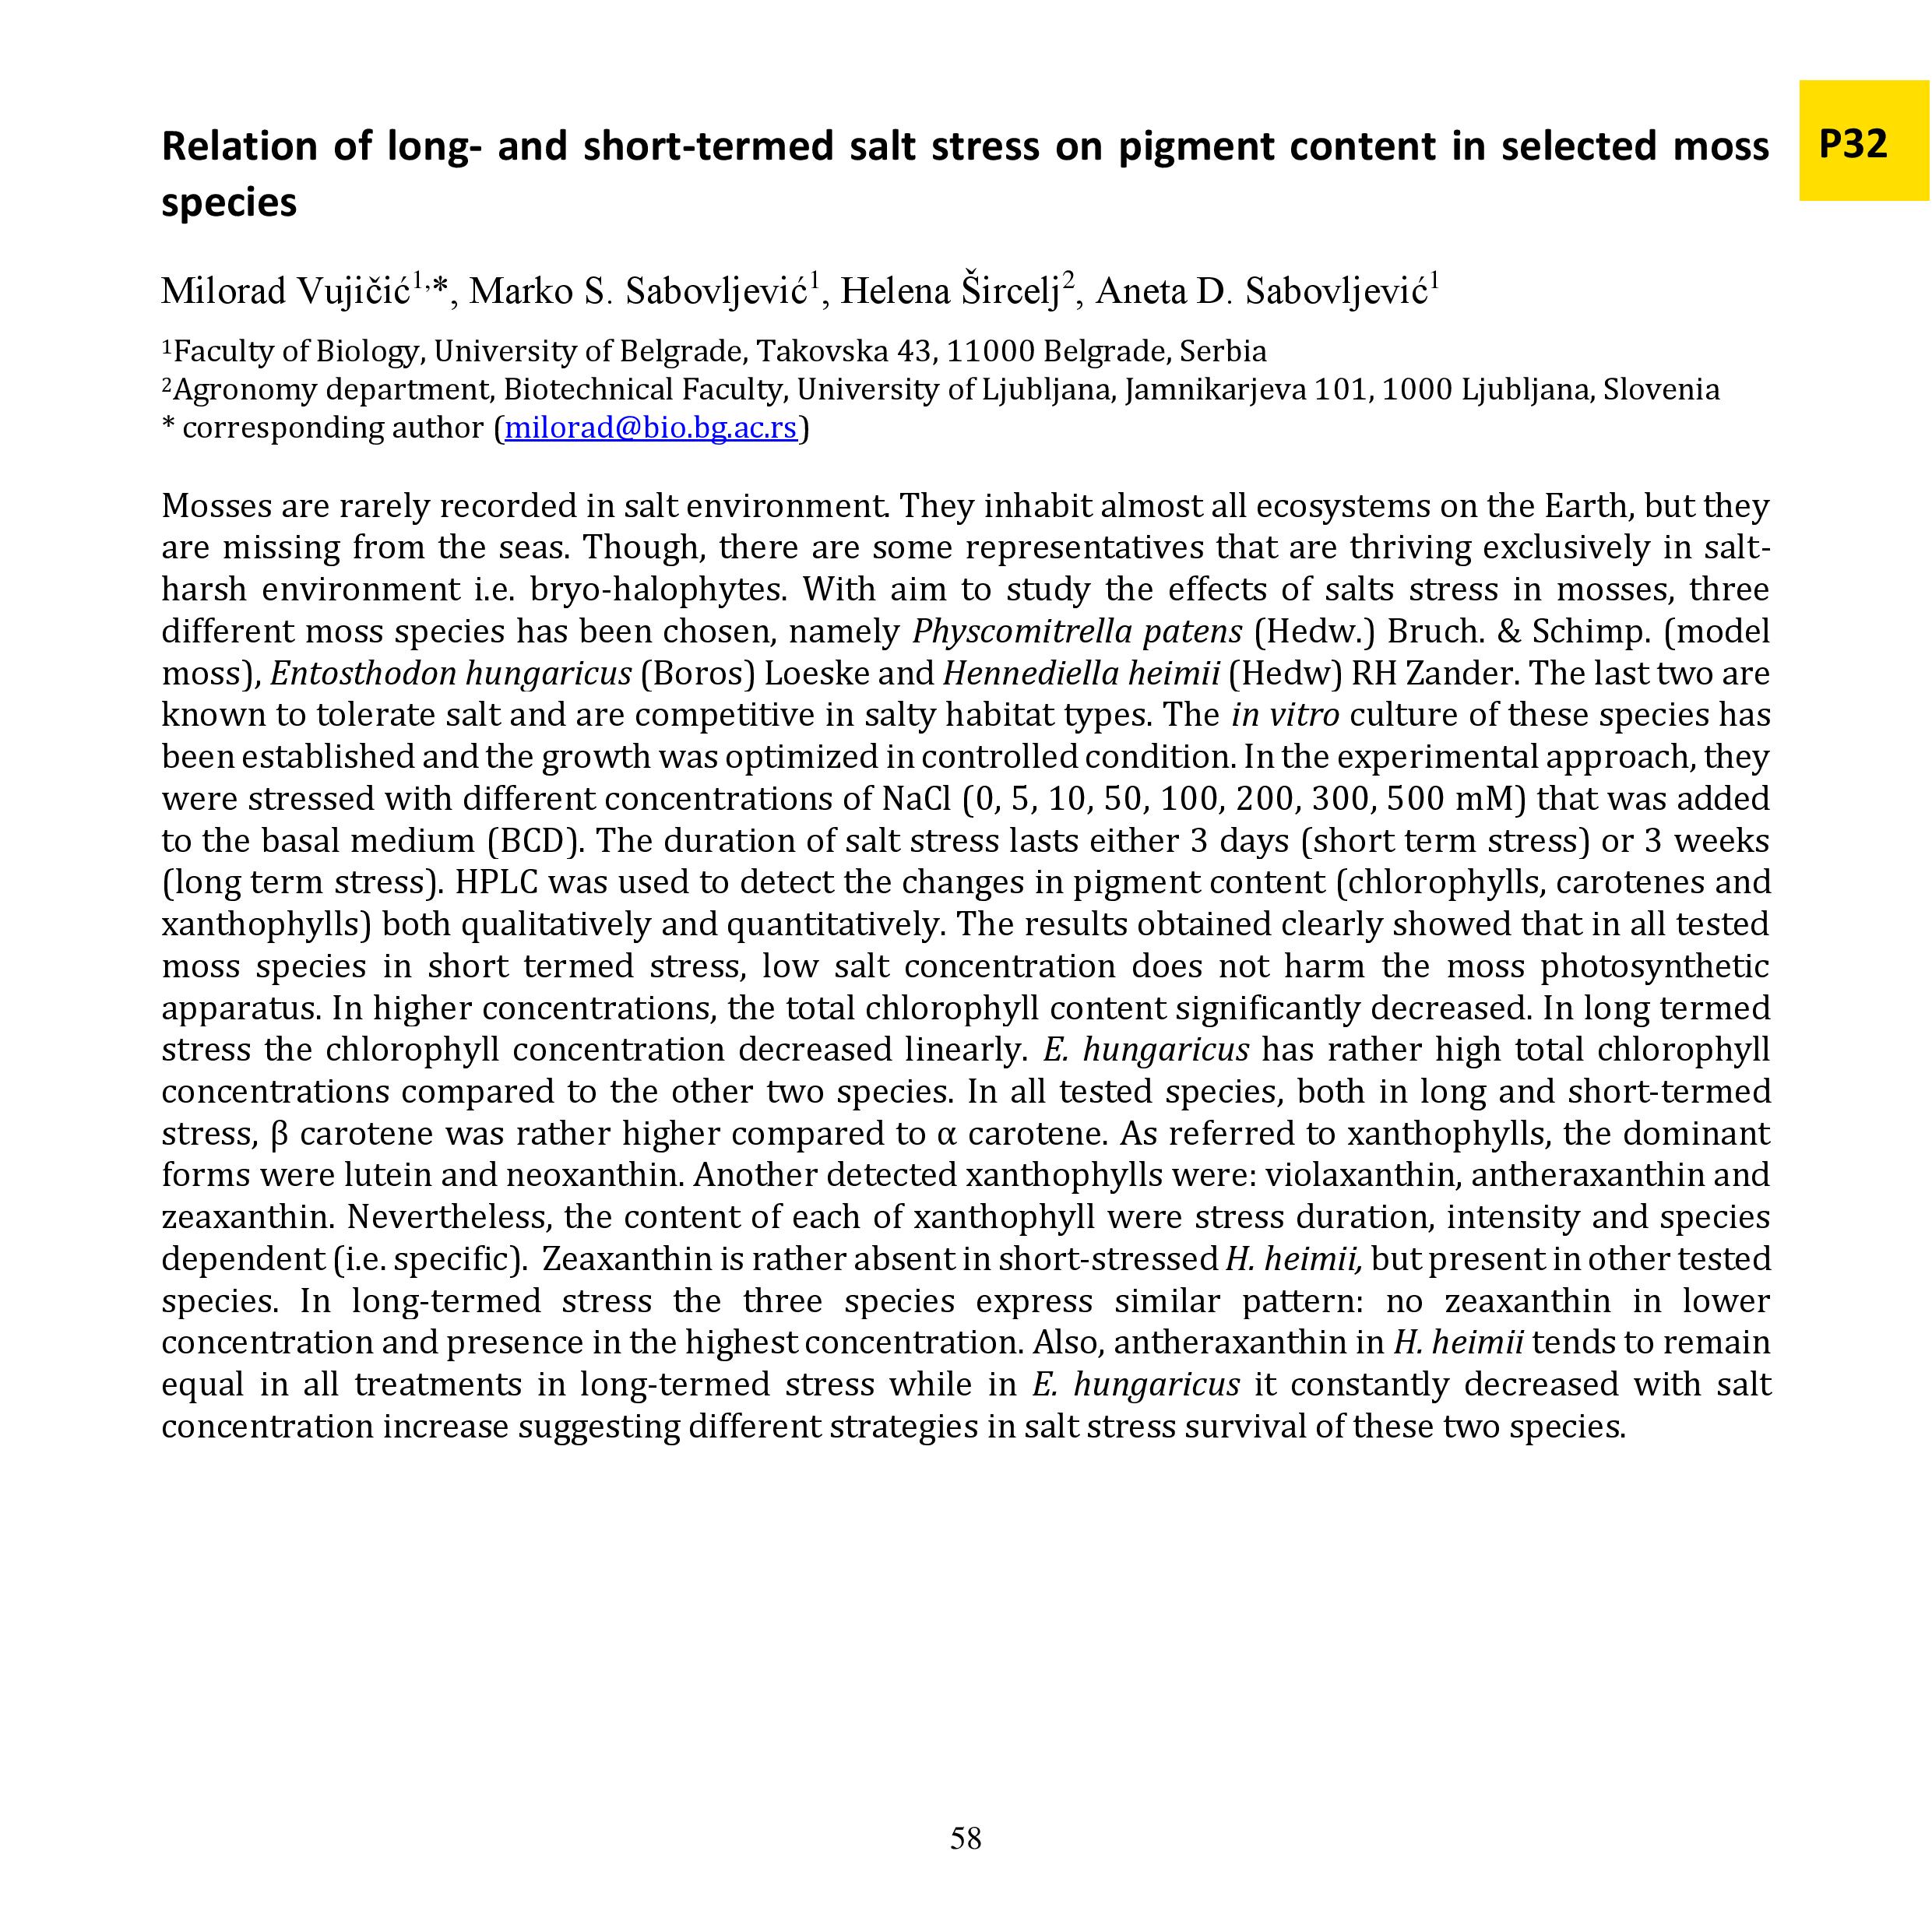 Relation of long- and short-termed salt stress on pigment content in selected moss
species
P32
Milorad Vujičić1,*, Marko S. Sabovljević1, Helena Šircelj2, Aneta D. Sabovljević1
1Faculty of Biology, University of Belgrade, Takovska 43, 11000 Belgrade, Serbia
2Agronomy department, Biotechnical Faculty, University of Ljubljana, Jamnikarjeva 101, 1000 Ljubljana, Slovenia
* corresponding author (milorad@bio.bg.ac.rs)
Mosses are rarely recorded in salt environment. They inhabit almost all ecosystems on the Earth, but they
are missing from the seas. Though, there are some representatives that are thriving exclusively in salt-
harsh environment i.e. bryo-halophytes. With aim to study the effects of salts stress in mosses, three
different moss species has been chosen, namely Physcomitrella patens (Hedw.) Bruch. & Schimp. (model
moss), Entosthodon hungaricus (Boros) Loeske and Hennediella heimii (Hedw) RH Zander. The last two are
known to tolerate salt and are competitive in salty habitat types. The in vitro culture of these species has
been established and the growth was optimized in controlled condition. In the experimental approach, they
were stressed with different concentrations of NaCl (0, 5, 10, 50, 100, 200, 300, 500 mM) that was added
to the basal medium (BCD). The duration of salt stress lasts either 3 days (short term stress) or 3 weeks
(long term stress). HPLC was used to detect the changes in pigment content (chlorophylls, carotenes and
xanthophylls) both qualitatively and quantitatively. The results obtained clearly showed that in all tested
moss species in short termed stress, low salt concentration does not harm the moss photosynthetic
apparatus. In higher concentrations, the total chlorophyll content significantly decreased. In long termed
stress the chlorophyll concentration decreased linearly. E. hungaricus has rather high total chlorophyll
concentrations compared to the other two species. In all tested species, both in long and short-termed
stress, β carotene was rather higher compared to α carotene. As referred to xanthophylls, the dominant
forms were lutein and neoxanthin. Another detected xanthophylls were: violaxanthin, antheraxanthin and
zeaxanthin. Nevertheless, the content of each of xanthophyll were stress duration, intensity and species
dependent (i.e. specific). Zeaxanthin is rather absent in short-stressed H. heimii, but present in other tested
species. In long-termed stress the three species express similar pattern: no zeaxanthin in lower
concentration and presence in the highest concentration. Also, antheraxanthin in H. heimii tends to remain
equal in all treatments in long-termed stress while in E. hungaricus it constantly decreased with salt
concentration increase suggesting different strategies in salt stress survival of these two species.
58